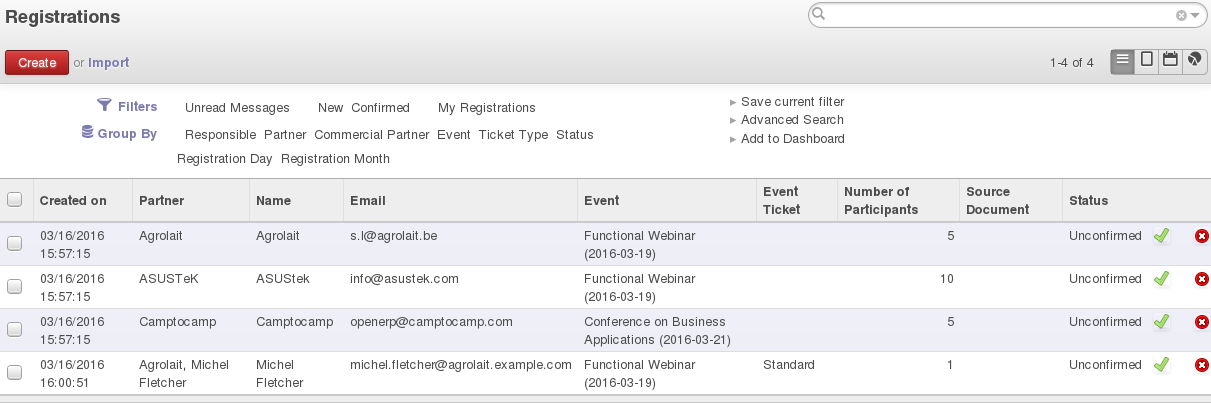 Registrations
Create or Import
1-4 of 4
Filters Unread Messages New Confirmed My Registrations
Group By Responsible Partner Commercial Partner Event Ticket Type Status
Registration Day Registration Month
Save current filter
Advanced Search
Add to Dashboard
Created on Partner Name Email Event Event Ticket Number of Participants Source Document Status
03/16/2016 15:57:15 Agrolait Agrolait s.l@agrolait.be Functional Webinar (2016-03-19) 5 Unconfirmed
03/16/2016 15:57:15 ASUSTeK ASUStek info@asustek.com Functional Webinar (2016-03-19) 10 Unconfirmed
03/16/2016 15:57:15 Camptocamp Camptocamp openerp@camptocamp.com Conference on Business Applications (2016-03-21) 5 Unconfirmed
03/16/2016 16:00:51 Agrolait, Michel Fletcher Michel Fletcher michel.fletcher@agrolait.example.com Functional Webinar (2016-03-19) Standard 1 Unconfirmed